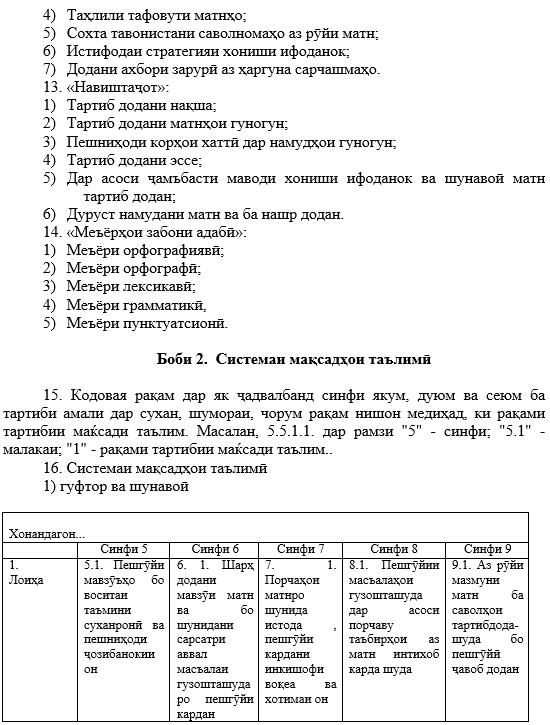 4) Таҳлили тафовути матнҳо;
5) Сохта тавонистани саволномаҳо аз рӯйи матн;
6) Истифодаи стратегияи хониши ифоданок;
7) Додани ахбори зарурӣ аз ҳаргуна сарчашмаҳо.
13. «Навиштаҷот»:
1) Тартиб додани нақша;
2) Тартиб додани матнҳои гуногун;
3) Пешниҳоди корҳои хаттӣ дар намудҳои гуногун;
4) Тартиб додани эссе;
5) Дар асоси ҷамъбасти маводи хониши ифоданок ва шунавоӣ матн
тартиб додан;
6) Дуруст намудани матн ва ба нашр додан.
14. «Меъёрҳои забони адабӣ»:
1) Меъёри орфографиявӣ;
2) Меъёри орфографӣ;
3) Меъёри лексикавӣ;
4) Меъёри грамматикӣ,
5) Меъёри пунктуатсионӣ.
Боби 2. Системаи мақсадҳои таълимӣ
15. Кодовая рақам дар як ҷадвалбанд синфи якум, дуюм ва сеюм ба
тартиби амали дар сухан, шумораи, чорум рақам нишон медиҳад, ки рақами
тартибии маќсади таълим. Масалан, 5.5.1.1. дар рамзи "5" - синфи; "5.1" -
малакаи; "1" - рақами тартибии маќсади таълим..
16. Системаи мақсадҳои таълимӣ
1) гуфтор ва шунавоӣ
Хонандагон...
Синфи 5 Синфи 6 Синфи 7 Синфи 8 Синфи 9
1.
Лоиҳа
5.1. Пешгӯйи
мавзӯъҳо бо
воситаи
таъмини
суханронӣ ва
пешниҳоди
ҷозибанокии
он
6. 1. Шарҳ
додани
мавзӯи матн
ва бо
шунидани
сарсатри
аввал
масъалаи
гузошташуда
ро пешгӯйи
кардан
7. 1.
Порчаҳои
матнро
шунида
истода ,
пешгӯйи
кардани
инкишофи
воқеа ва
хотимаи он
8.1. Пешгӯйии
масъалаҳои
гузошташуда
дар асоси
порчаву
таъбирҳои аз
матн интихоб
карда шуда
9.1. Аз рӯйи
мазмуни
матн ба
саволҳои
тартибдода-
шуда бо
пешгӯйӣ
ҷавоб додан